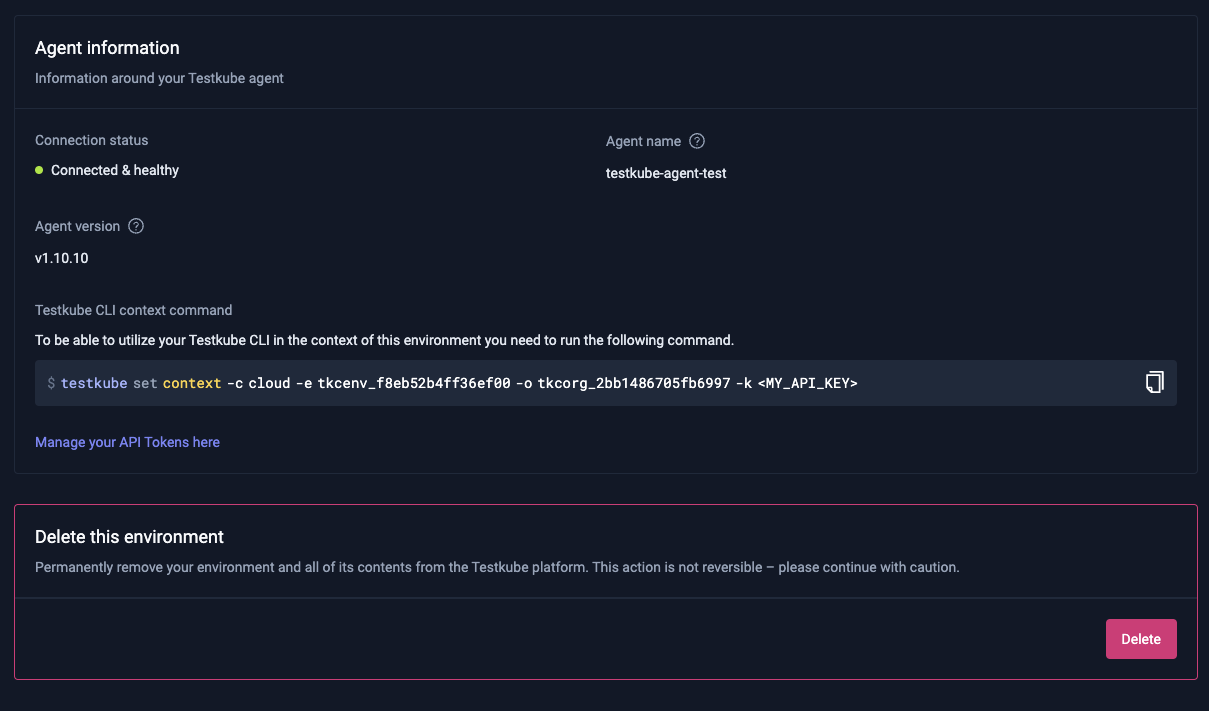 Agent information
Information around your Testkube agent
Connection status
Connected & healthy
Agent name ?
testkube-agent-test
Agent version ?
v1.10.10
Testkube CLI context command
To be able to utilize your Testkube CLI in the context of this environment you need to run the following command.
$ testkube set context -c cloud -e tkcenv_f8eb52b4ff36ef00 -o tkcorg_2bb1486705fb6997 -k <MY_API_KEY>
Manage your API Tokens here
Delete this environment
Permanently remove your environment and all of its contents from the Testkube platform. This action is not reversible – please continue with caution.
Delete